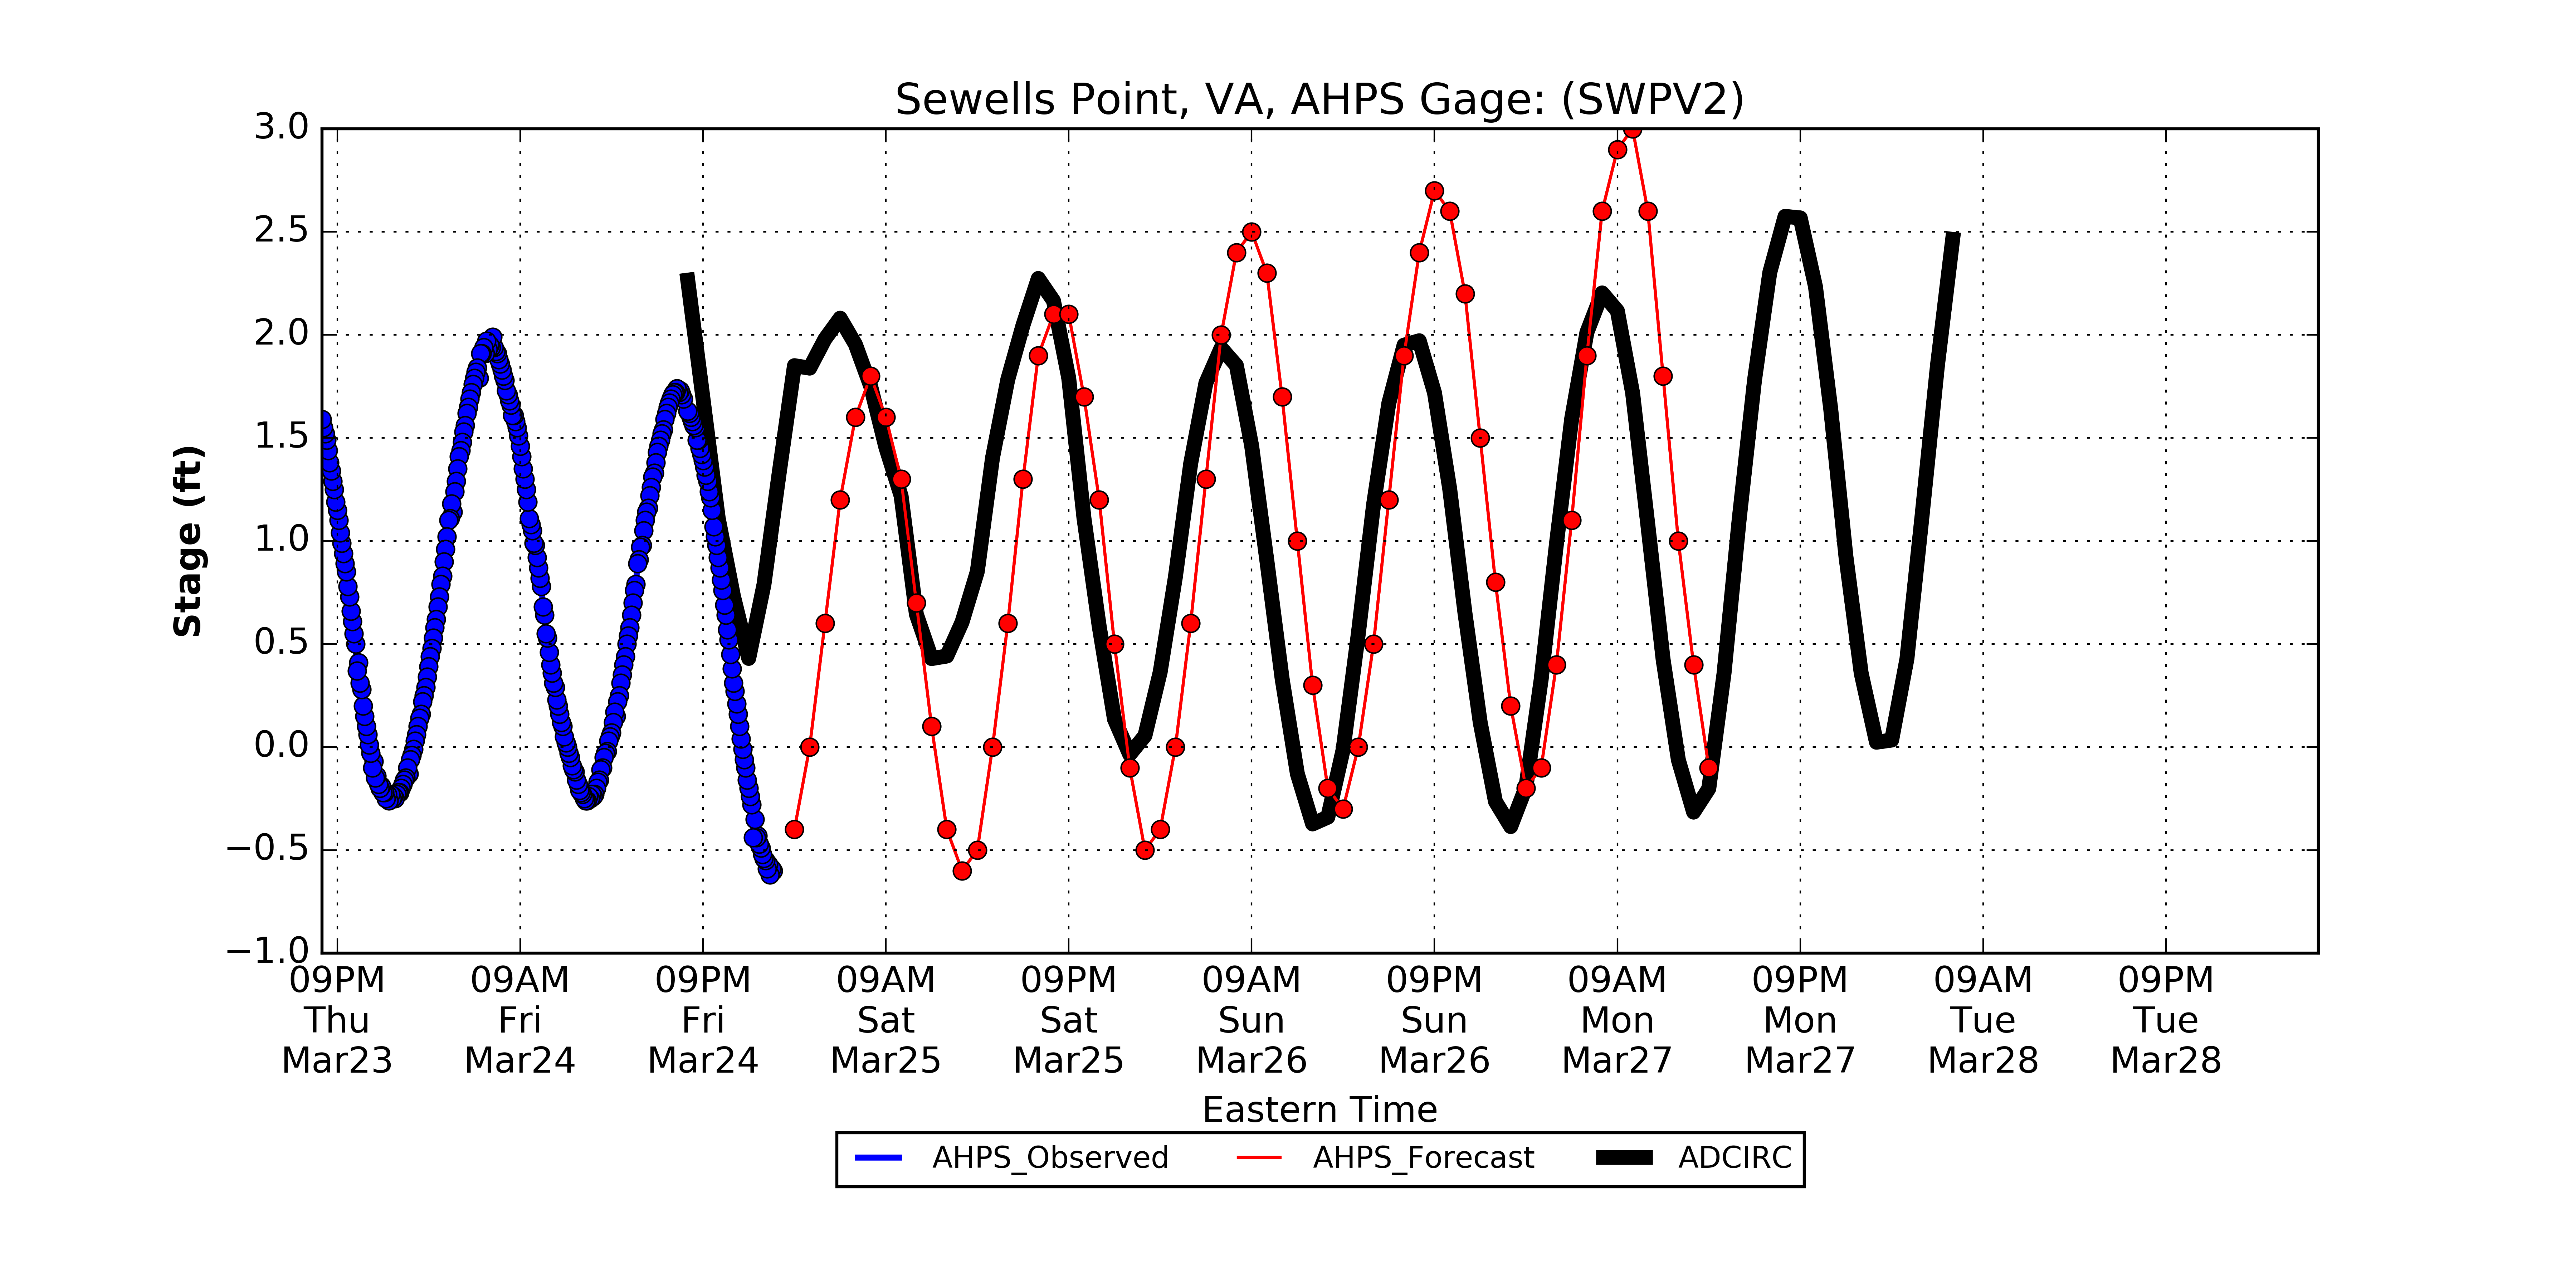 Sewells Point, VA, AHPS Gage: (SWPV2)
3.0
2.5
2.0
1.5
1.0
0.5
0.0
−0.5
−1.0
Stage (ft)
09PM 09AM 09PM 09AM 09PM 09AM 09PM 09AM 09PM 09AM 09PM
Thu Fri Fri Sat Sat Sun Sun Mon Mon Tue Tue
Mar23 Mar24 Mar24 Mar25 Mar25 Mar26 Mar26 Mar27 Mar27 Mar28 Mar28
Eastern Time
AHPS_Observed AHPS_Forecast ADCIRC